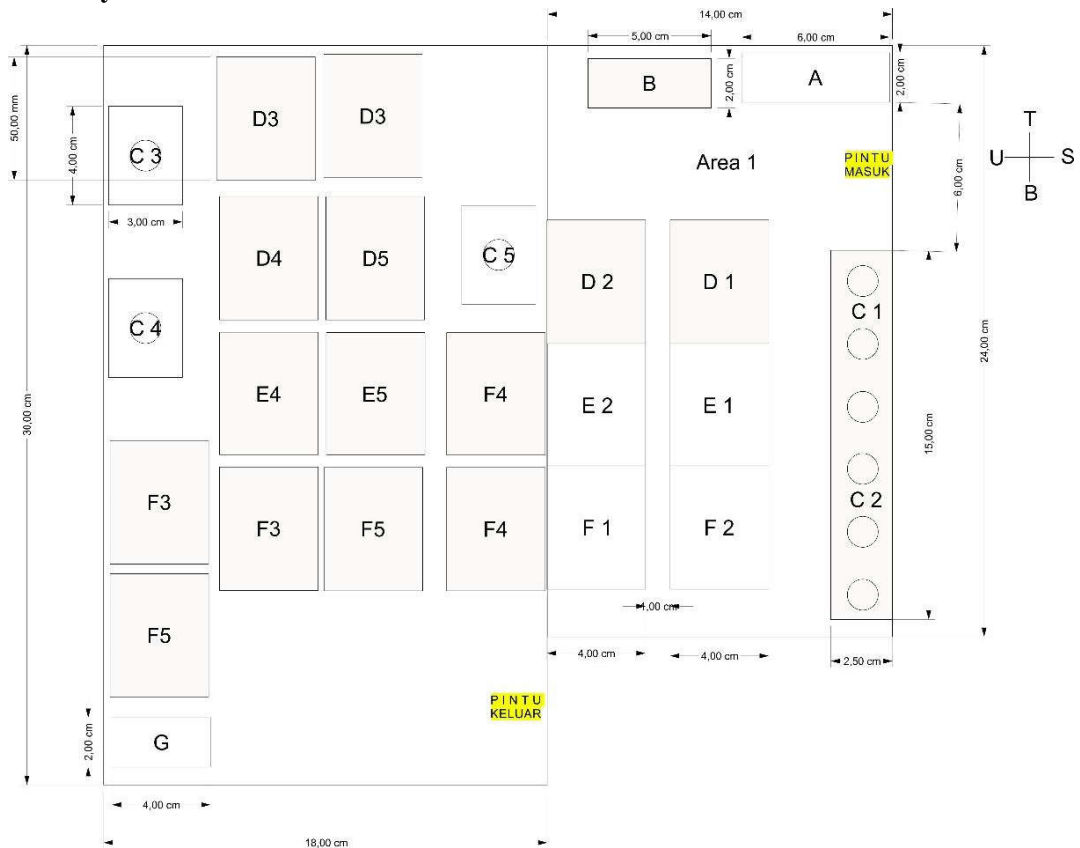 14,00 cm
5,00 cm
6,00 cm
B
2,00 cm
A
2,00 cm
50,00 mm
D3
D3
4.00 cm
C 3
3,00 cm
Area 1
PINTU
MASUK
6,00 cm
T
U
S
B
D4
D5
C 5
D 2
D 1
C 4
C 1
24,00 cm
30,00 cm
E4
E5
F4
E 2
E 1
15,00 cm
F3
F3
F5
F4
F 1
F 2
C 2
F5
1,00 cm
4,00 cm
4,00 cm
2,50 cm
PINTU
KELUAR
2,00 cm
G
4,00 cm
18,00 cm